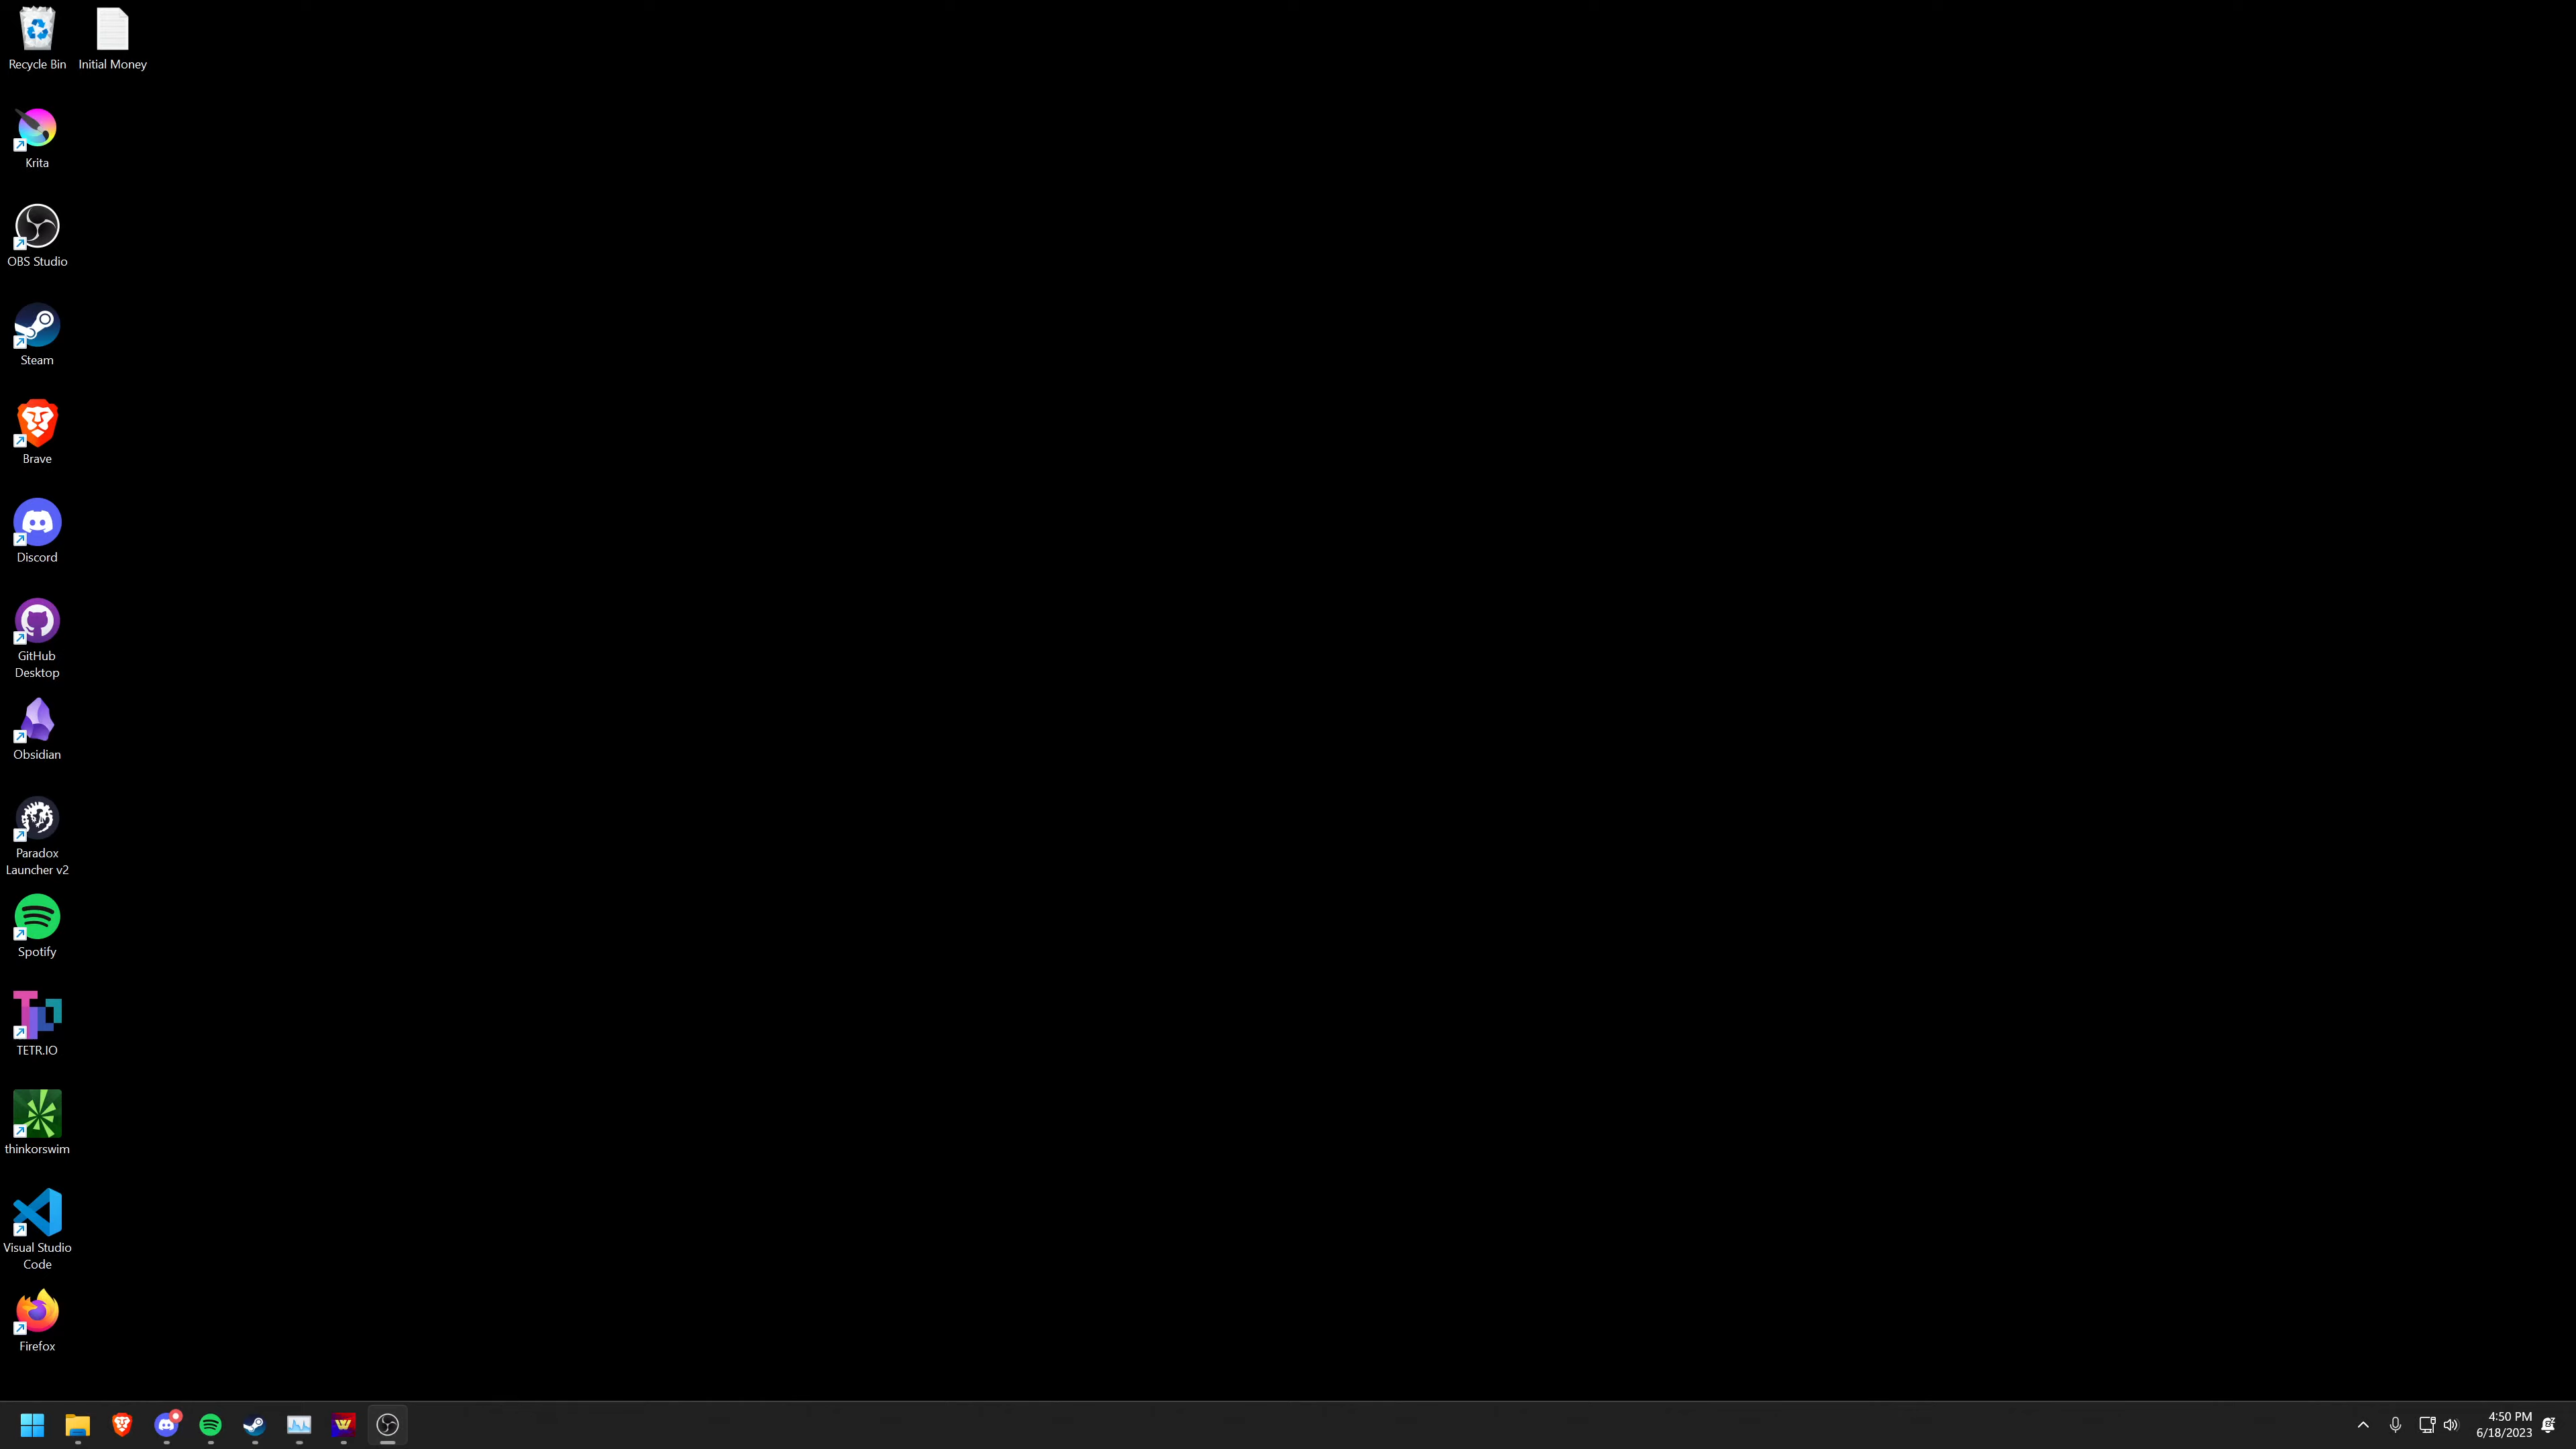 Recycle Bin
Initial Money
Krita
OBS Studio
Steam
Brave
Discord
GitHub
Desktop
Obsidian
Paradox
Launcher v2
Spotify
TETR.IO
thinkorswim
Visual Studio
Code
Firefox
4:50 PM
6/18/2023